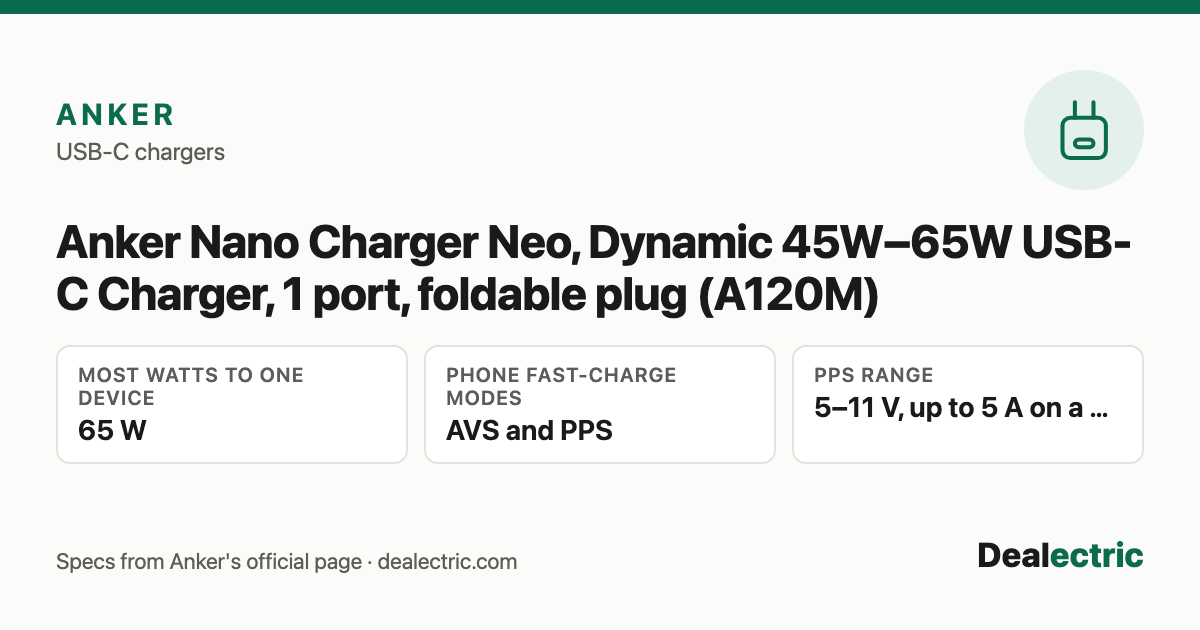 ANKER
USB-C chargers
Anker Nano Charger Neo, Dynamic 45W–65W USB-
C Charger, 1 port, foldable plug (A120M)
MOST WATTS TO ONE
DEVICE
65 W
PHONE FAST-CHARGE
MODES
AVS and PPS
PPS RANGE
5–11 V, up to 5 A on a ...
Specs from Anker's official page · dealectric.com
Dealectric